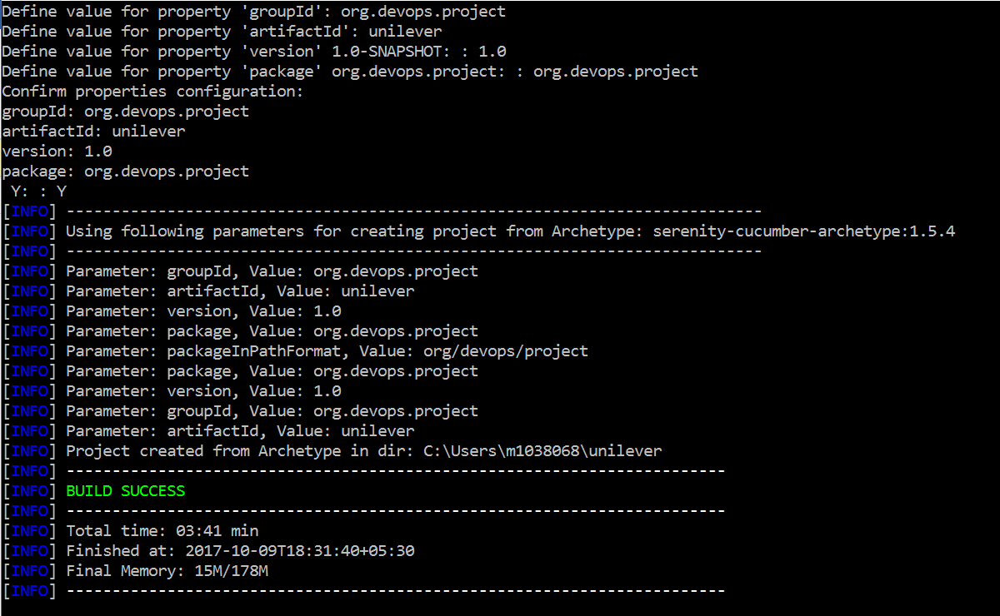 Define value for property 'groupId': org.devops.project
Define value for property 'artifactId': unilever
Define value for property 'version' 1.0-SNAPSHOT: : 1.0
Define value for property 'package' org.devops.project: : org.devops.project
Confirm properties configuration:
groupId: org.devops.project
artifactId: unilever
version: 1.0
package: org.devops.project
 Y: : Y
[INFO] ----------------------------------------------------------------------------
[INFO] Using following parameters for creating project from Archetype: serenity-cucumber-archetype:1.5.4
[INFO] ----------------------------------------------------------------------------
[INFO] Parameter: groupId, Value: org.devops.project
[INFO] Parameter: artifactId, Value: unilever
[INFO] Parameter: version, Value: 1.0
[INFO] Parameter: package, Value: org.devops.project
[INFO] Parameter: packageInPathFormat, Value: org/devops/project
[INFO] Parameter: package, Value: org.devops.project
[INFO] Parameter: version, Value: 1.0
[INFO] Parameter: groupId, Value: org.devops.project
[INFO] Parameter: artifactId, Value: unilever
[INFO] Project created from Archetype in dir: C:\Users\m1038068\unilever
[INFO] ------------------------------------------------------------------------
[INFO] BUILD SUCCESS
[INFO] ------------------------------------------------------------------------
[INFO] Total time: 03:41 min
[INFO] Finished at: 2017-10-09T18:31:40+05:30
[INFO] Final Memory: 15M/178M
[INFO] ------------------------------------------------------------------------